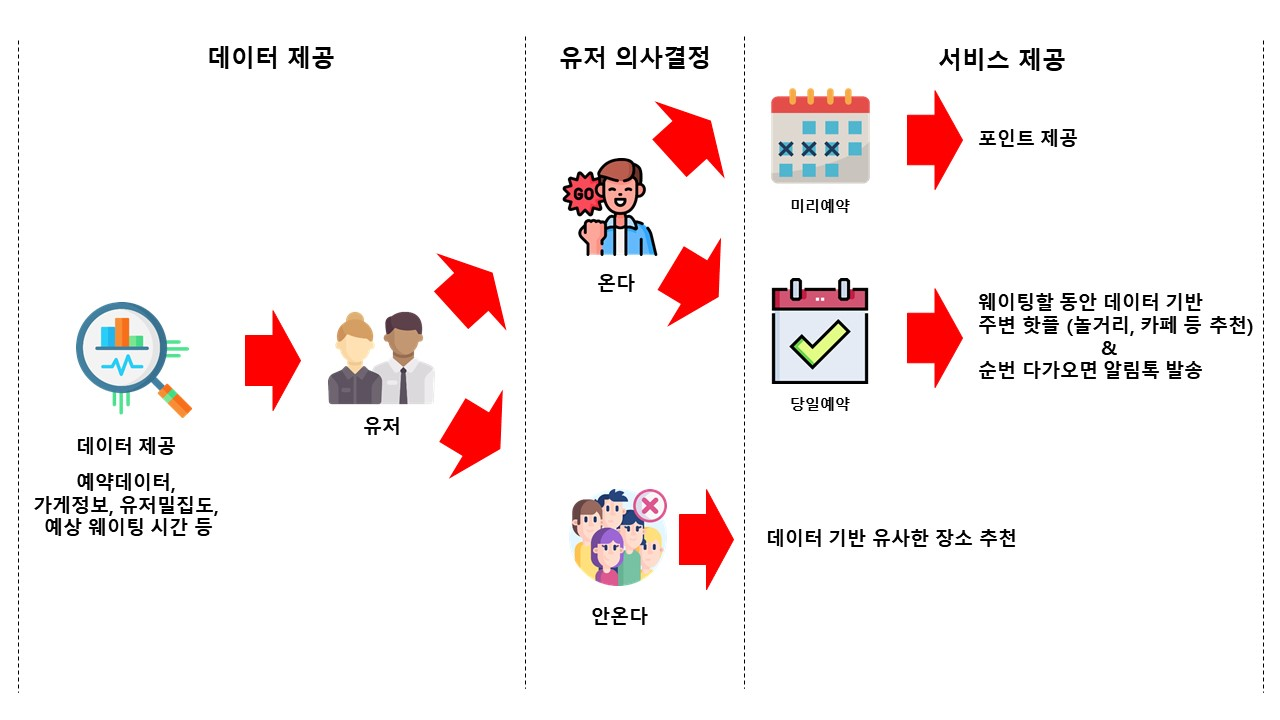 데이터 제공
유저 의사결정
서비스 제공
GO
포인트 제공
미리예약
온다
웨이팅할 동안 데이터 기반
주변 핫플 (놀거리, 카페 등 추천)
&
순번 다가오면 알림톡 발송
당일예약
유저
데이터 제공
예약데이터,
가게정보, 유저밀집도,
예상 웨이팅 시간 등
데이터 기반 유사한 장소 추천
안온다